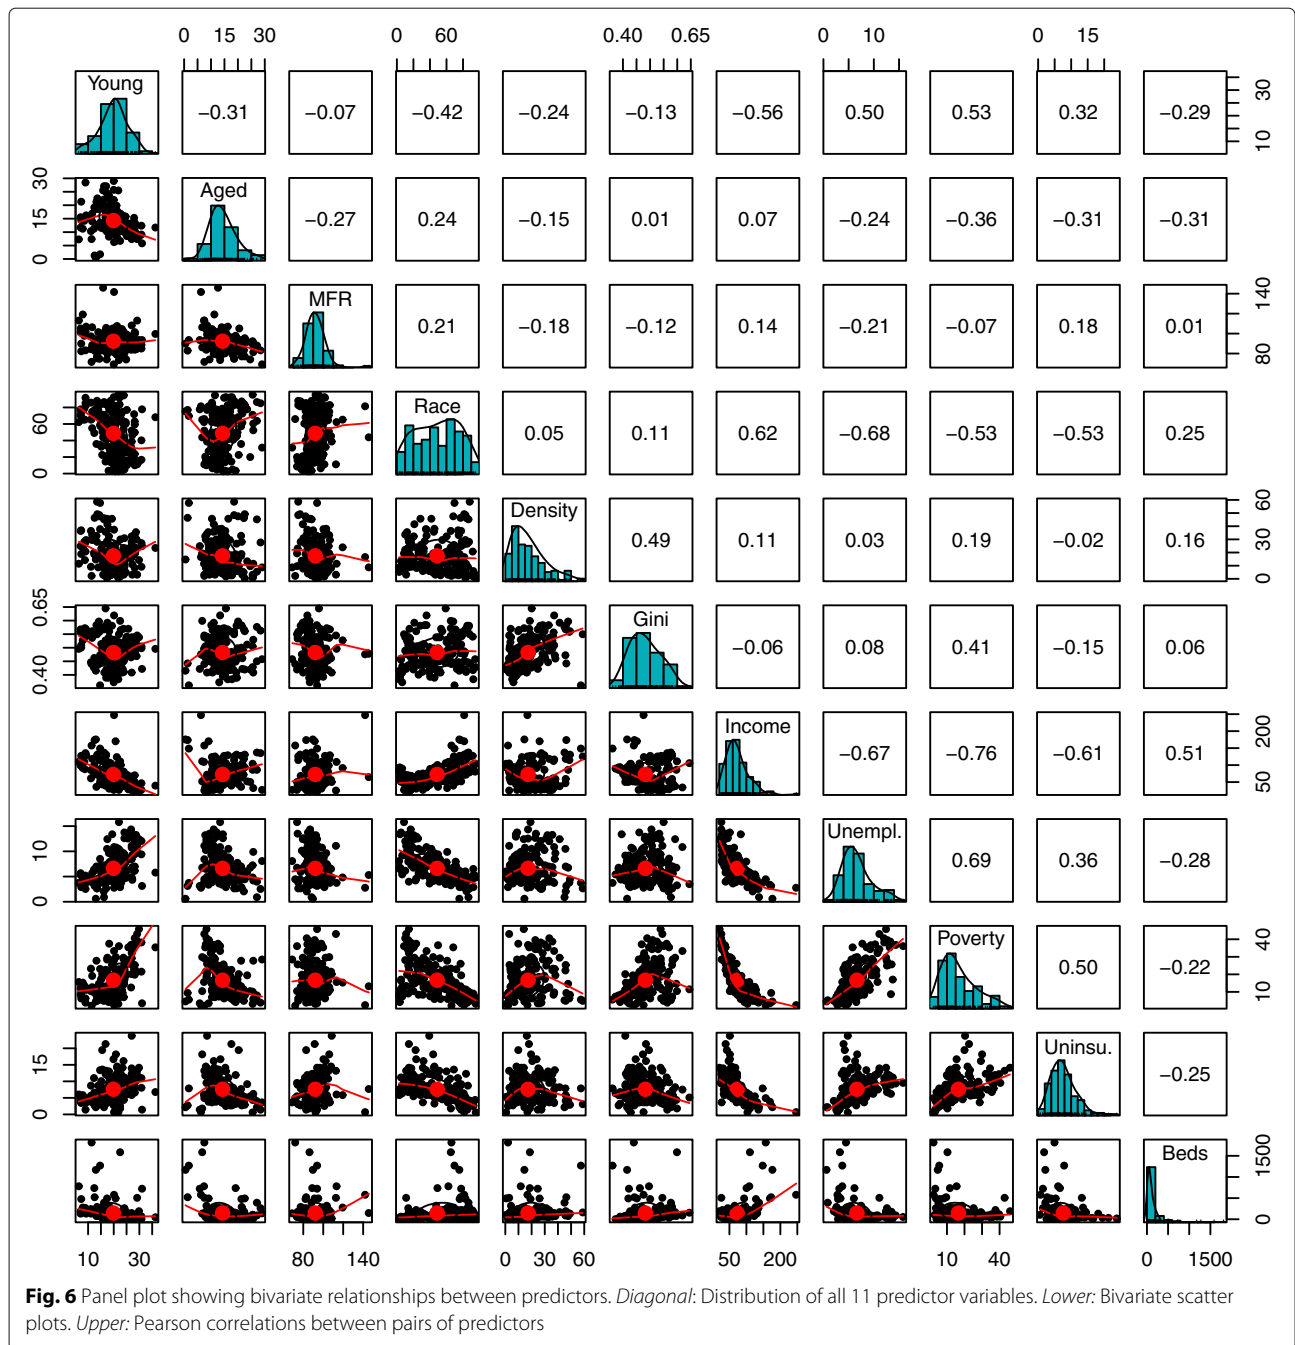 0 15 30 0 60 0.40 0.65 0 10 0 15
Young −0.31 −0.07 −0.42 −0.24 −0.13 −0.56 0.50 0.53 0.32 −0.29 10 30
0 15 30 Aged −0.27 0.24 −0.15 0.01 0.07 −0.24 −0.36 −0.31 −0.31
MFR 0.21 −0.18 −0.12 0.14 −0.21 −0.07 0.18 0.01 80 140
0 60 Race 0.05 0.11 0.62 −0.68 −0.53 −0.53 0.25
Density 0.49 0.11 0.03 0.19 −0.02 0.16 0 30 60
0.40 0.65 Gini −0.06 0.08 0.41 −0.15 0.06
Income −0.67 −0.76 −0.61 0.51 50 200
0 10 Unempl. 0.69 0.36 −0.28
Poverty 0.50 −0.22 10 40
0 15 Uninsu. −0.25
Beds 0 1500
10 30 80 140 0 30 60 50 200 10 40 0 1500
Fig. 6 Panel plot showing bivariate relationships between predictors. Diagonal: Distribution of all 11 predictor variables. Lower: Bivariate scatter
plots. Upper: Pearson correlations between pairs of predictors